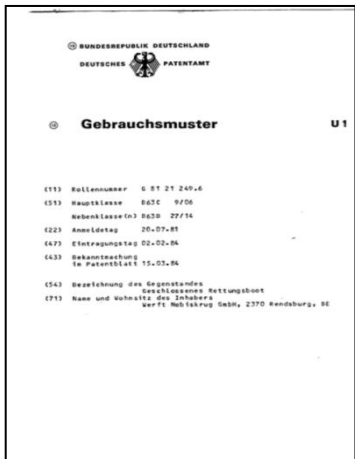 BUNDESREPUBLIK DEUTSCHLAND
DEUTSCHES PATENTAMT
Gebrauchsmuster U1
(11) Rollennummer G 81 21 249.6
(51) Hauptklasse B63C 9/06
Nebenklasse(n) B63B 27/14
(22) Anmeldetag 20.07.81
(47) Eintragungstag 02.02.84
(43) Bekanntmachung
im Patentblatt 15.03.84
(54) Bezeichnung des Gegenstandes
Geschlossenes Rettungsboot
(71) Name und Wohnsitz des Inhabers
Werft Nobiskrug GmbH, 2370 Rendsburg, DE